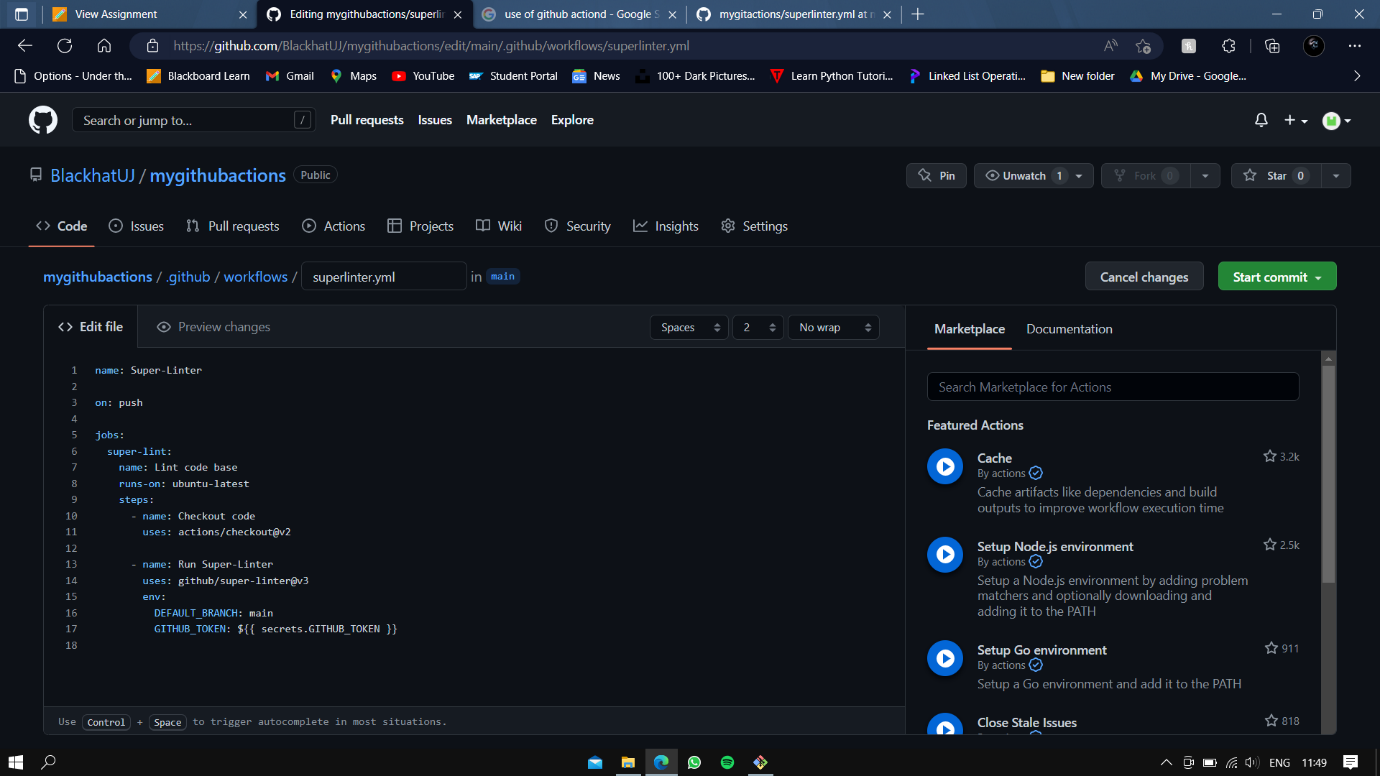 View Assignment
Editing mygithubactions/superlin
use of github actiond - Google S
mygitactions/superlinter.yml at m
https://github.com/BlackhatUJ/mygithubactions/edit/main/.github/workflows/superlinter.yml
Options - Under th... Blackboard Learn Gmail Maps YouTube Student Portal News 100+ Dark Pictures... Learn Python Tutori... Linked List Operati... New folder My Drive - Google...
Search or jump to... / Pull requests Issues Marketplace Explore
BlackhatUJ / mygithubactions Public Pin Unwatch 1 Fork 0 Star 0
Code Issues Pull requests Actions Projects Wiki Security Insights Settings
mygithubactions / .github / workflows / superlinter.yml in main Cancel changes Start commit
<> Edit file Preview changes Spaces 2 No wrap
1 name: Super-Linter
2
3 on: push
4
5 jobs:
6 super-lint:
7 name: Lint code base
8 runs-on: ubuntu-latest
9 steps:
10 - name: Checkout code
11 uses: actions/checkout@v2
12
13 - name: Run Super-Linter
14 uses: github/super-linter@v3
15 env:
16 DEFAULT_BRANCH: main
17 GITHUB_TOKEN: ${{ secrets.GITHUB_TOKEN }}
18
Use Control + Space to trigger autocomplete in most situations.
Marketplace Documentation
Search Marketplace for Actions
Featured Actions
Cache 3.2k
By actions
Cache artifacts like dependencies and build
outputs to improve workflow execution time
Setup Node.js environment 2.5k
By actions
Setup a Node.js environment by adding problem
matchers and optionally downloading and
adding it to the PATH
Setup Go environment 911
By actions
Setup a Go environment and add it to the PATH
Close Stale Issues 818
ENG 11:49